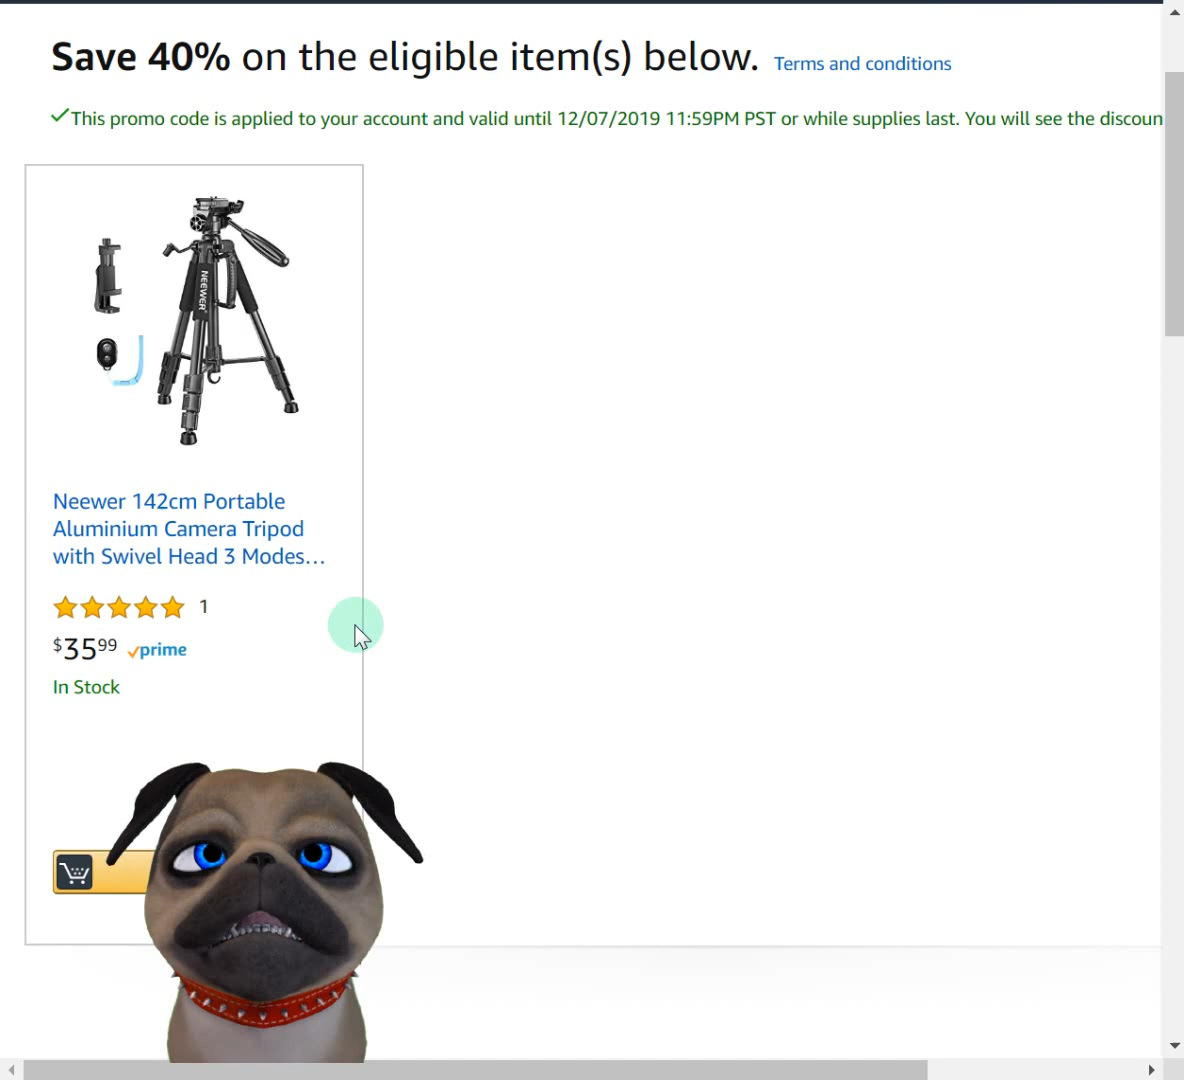 Save 40% on the eligible item(s) below. Terms and conditions
This promo code is applied to your account and valid until 12/07/2019 11:59PM PST or while supplies last. You will see the discoun
NEEWER
Neewer 142cm Portable
Aluminium Camera Tripod
with Swivel Head 3 Modes...
1
$3599 prime
In Stock